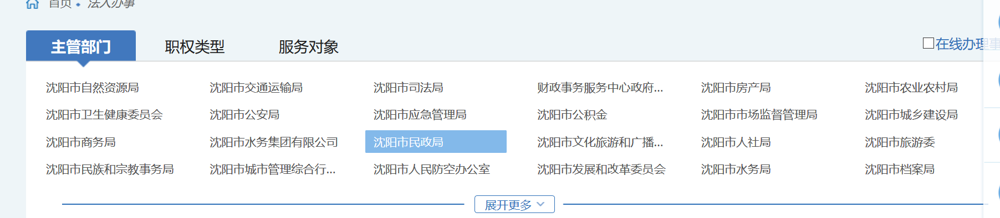 首页 法人办事
主管部门 职权类型 服务对象 在线办理事
沈阳市自然资源局 沈阳市交通运输局 沈阳市司法局 财政事务服务中心政府... 沈阳市房产局 沈阳市农业农村局
沈阳市卫生健康委员会 沈阳市公安局 沈阳市应急管理局 沈阳市公积金 沈阳市市场监督管理局 沈阳市城乡建设局
沈阳市商务局 沈阳市水务集团有限公司 沈阳市民政局 沈阳市文化旅游和广播... 沈阳市人社局 沈阳市旅游委
沈阳市民族和宗教事务局 沈阳市城市管理综合行... 沈阳市人民防空办公室 沈阳市发展和改革委员会 沈阳市水务局 沈阳市档案局
展开更多